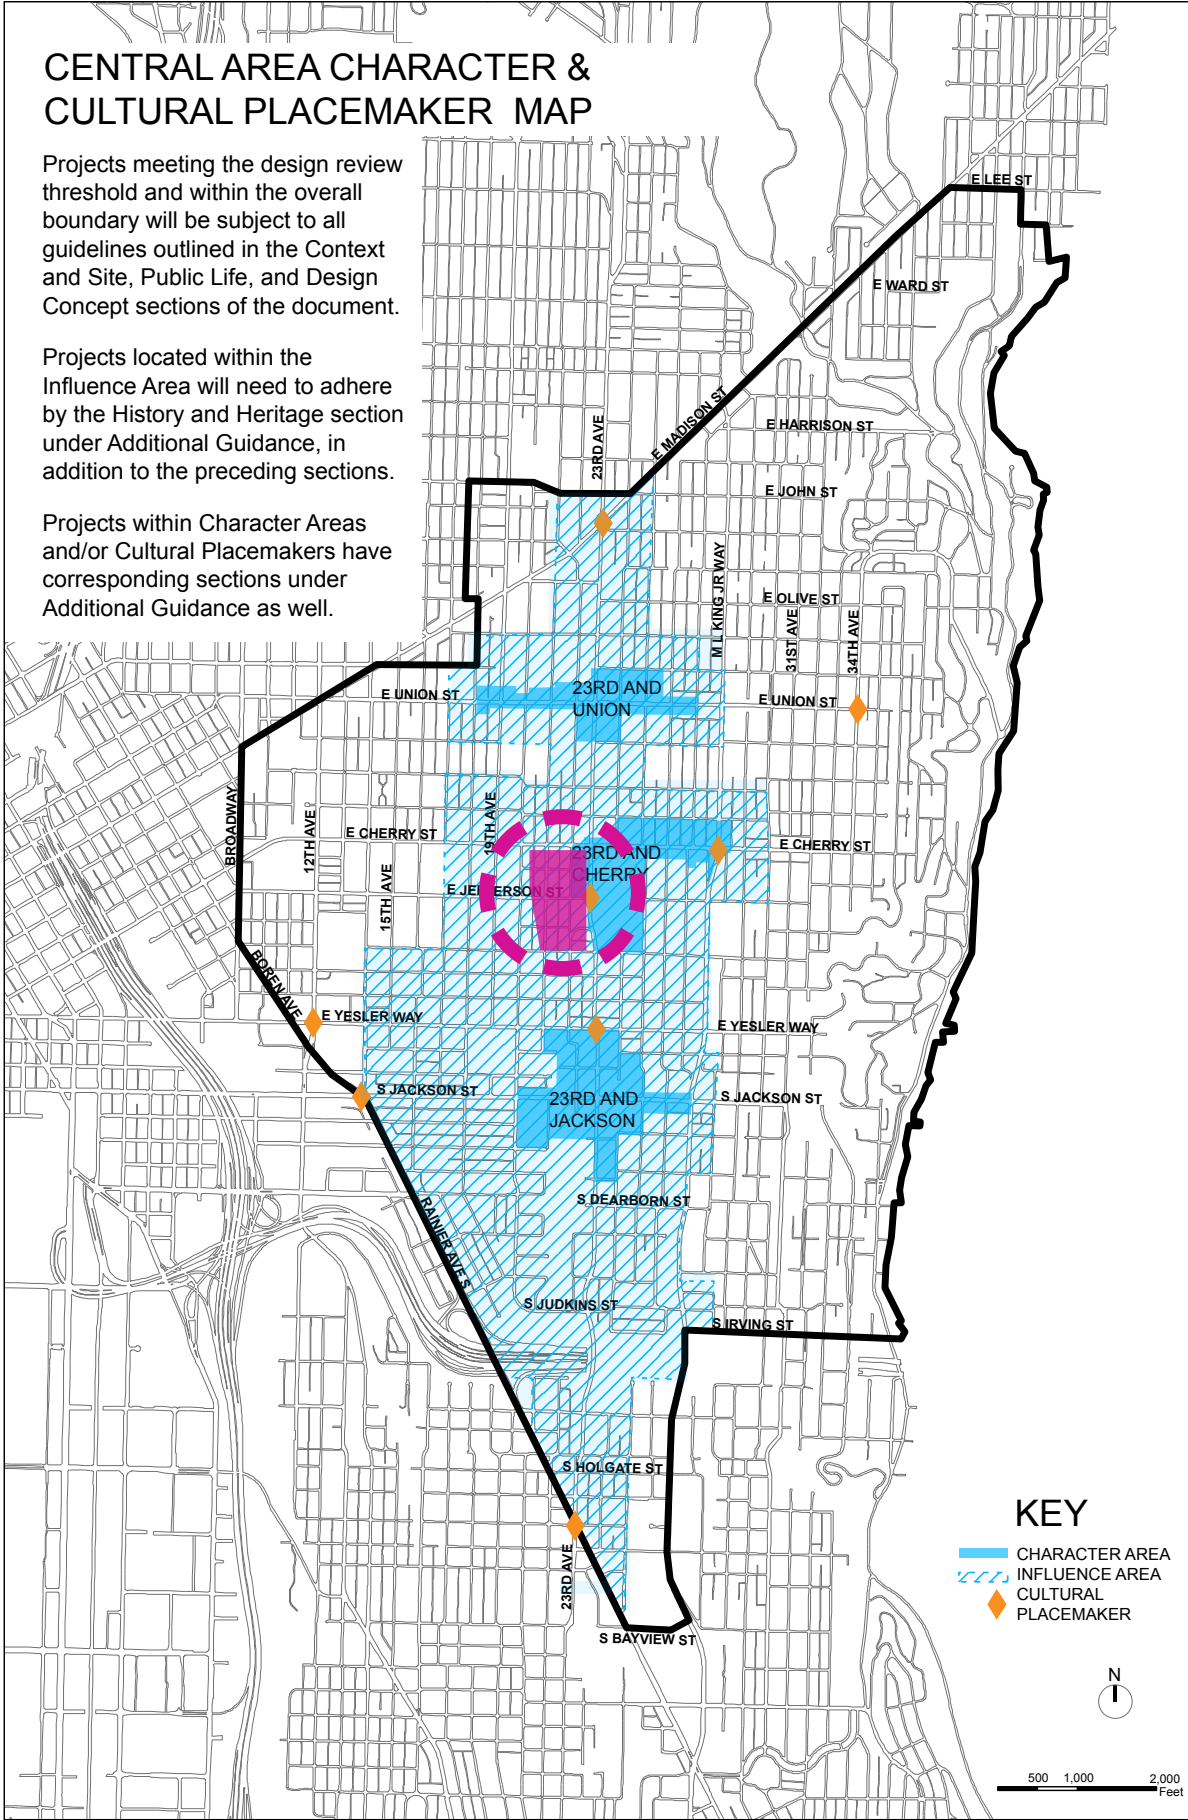 CENTRAL AREA CHARACTER &
CULTURAL PLACEMAKER MAP
Projects meeting the design review
threshold and within the overall
boundary will be subject to all
guidelines outlined in the Context
and Site, Public Life, and Design
Concept sections of the document.
Projects located within the
Influence Area will need to adhere
by the History and Heritage section
under Additional Guidance, in
addition to the preceding sections.
Projects within Character Areas
and/or Cultural Placemakers have
corresponding sections under
Additional Guidance as well.
E LEE ST
E WARD ST
E MADISON ST
23RD AVE
E HARRISON ST
E JOHN ST
M L KING JR WAY
E OLIVE ST
31ST AVE
34TH AVE
E UNION ST
23RD AND
UNION
E UNION ST
BROADWAY
12TH AVE
E CHERRY ST
19TH AVE
23RD AND
CHERRY
E CHERRY ST
15TH AVE
E JEFFERSON ST
BOREN AVE
E YESLER WAY
E YESLER WAY
S JACKSON ST
23RD AND
JACKSON
S JACKSON ST
S DEARBORN ST
RAINIER AVE S
S JUDKINS ST
S IRVING ST
S HOLGATE ST
23RD AVE
S BAYVIEW ST
KEY
CHARACTER AREA
INFLUENCE AREA
CULTURAL
PLACEMAKER
N
500 1,000 2,000
Feet